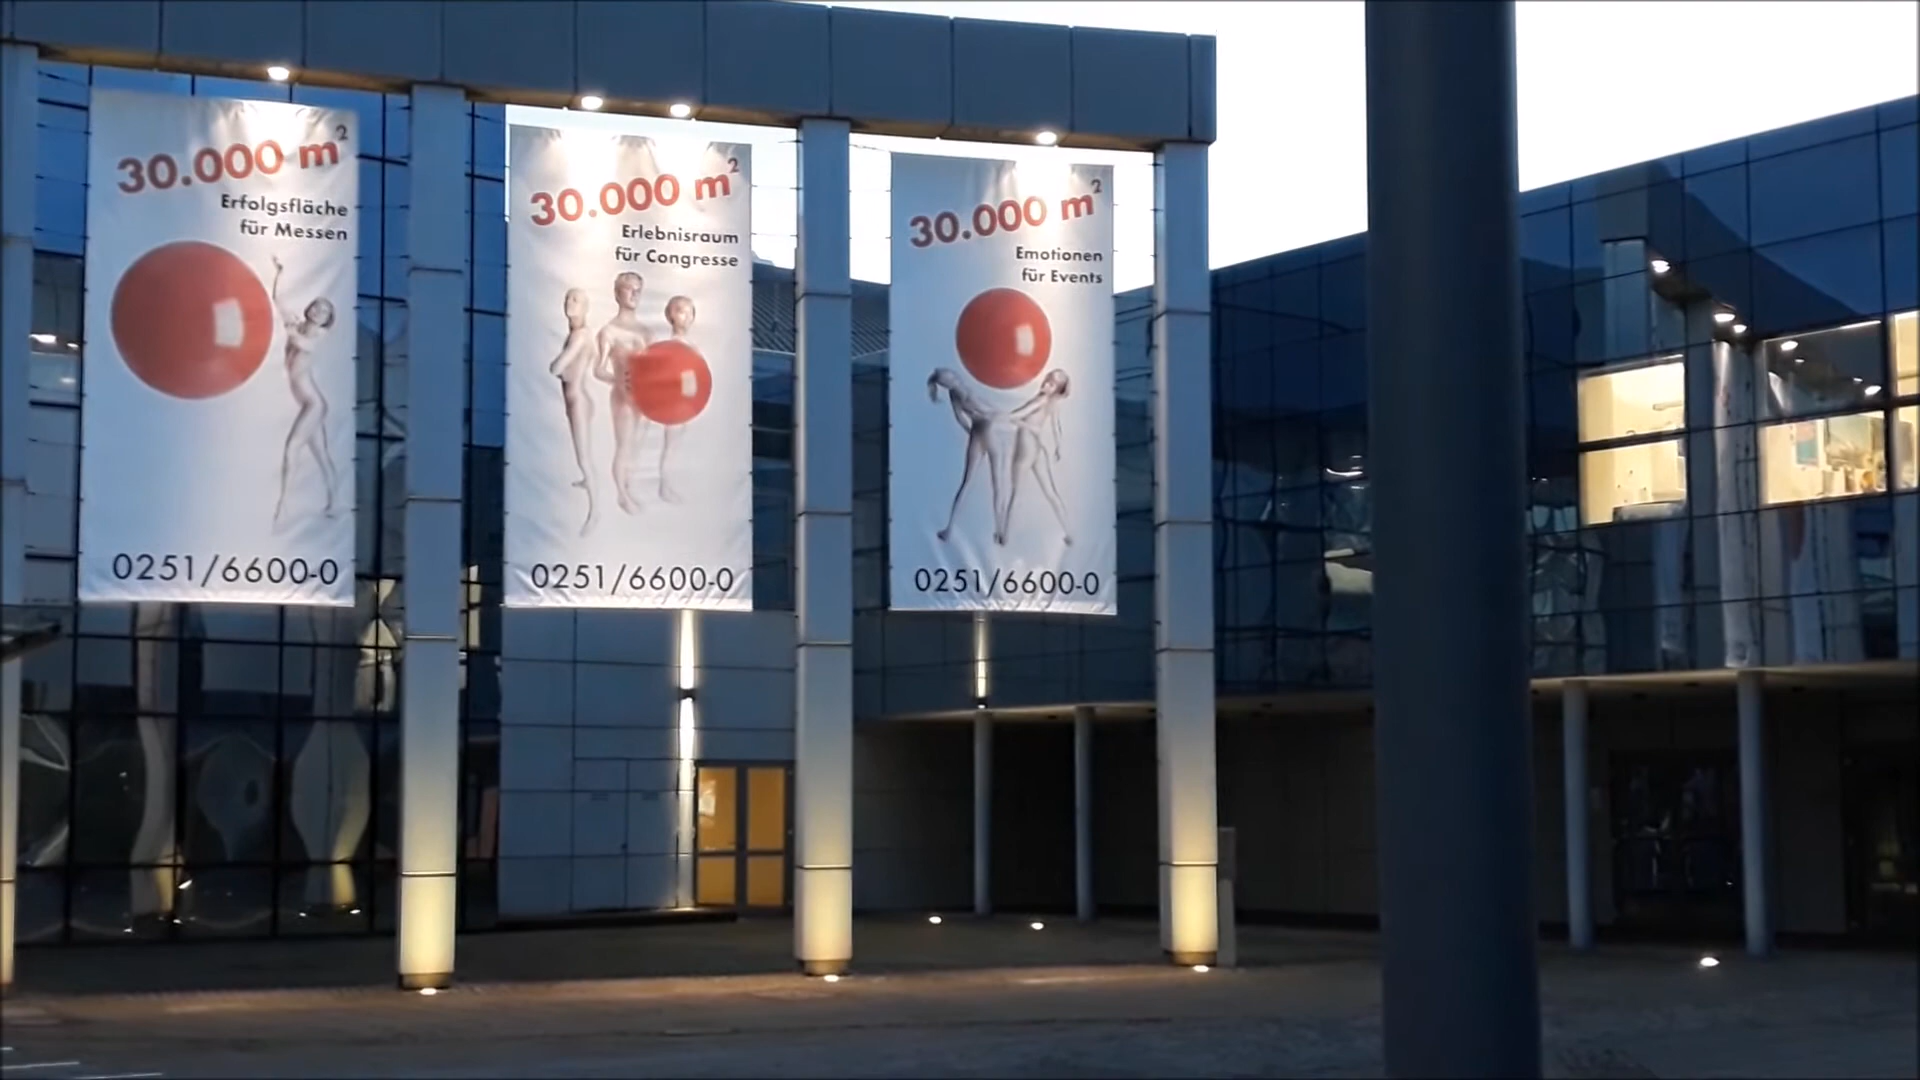 30.000 m²
Erfolgsfläche
für Messen
0251/6600-0
30.000 m²
Erlebnisraum
für Congresse
0251/6600-0
30.000 m²
Emotionen
für Events
0251/6600-0